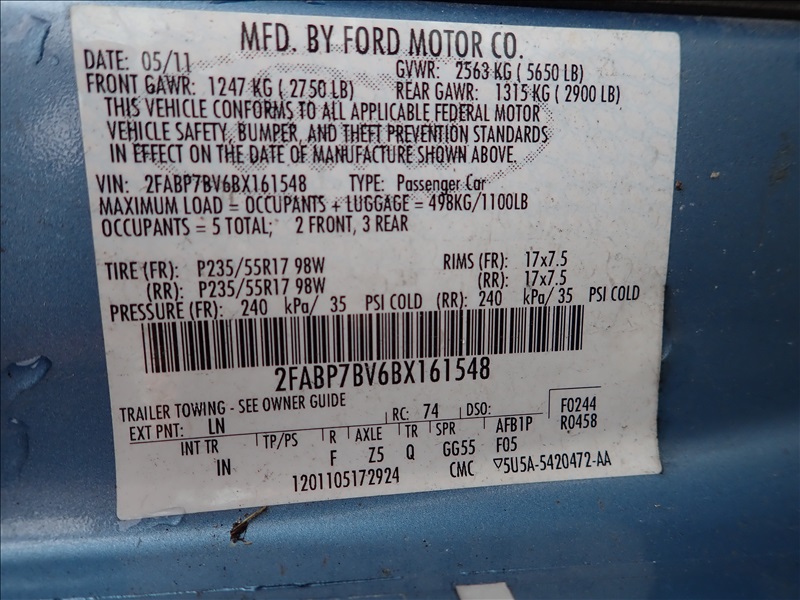 MFD. BY FORD MOTOR CO.
DATE: 05/11 GVWR: 2563 KG ( 5650 LB)
FRONT GAWR: 1247 KG ( 2750 LB) REAR GAWR: 1315 KG ( 2900 LB)
THIS VEHICLE CONFORMS TO ALL APPLICABLE FEDERAL MOTOR
VEHICLE SAFETY, BUMPER, AND THEFT PREVENTION STANDARDS
IN EFFECT ON THE DATE OF MANUFACTURE SHOWN ABOVE.
VIN: 2FABP7BV6BX161548 TYPE: Passenger Car
MAXIMUM LOAD = OCCUPANTS + LUGGAGE = 498KG/1100LB
OCCUPANTS = 5 TOTAL; 2 FRONT, 3 REAR
TIRE (FR): P235/55R17 98W RIMS (FR): 17x7.5
(RR): P235/55R17 98W (RR): 17x7.5
PRESSURE (FR): 240 kPa/ 35 PSI COLD (RR): 240 kPa/ 35 PSI COLD
2FABP7BV6BX161548
TRAILER TOWING - SEE OWNER GUIDE
EXT PNT: LN RC: 74 DSO: F0244
R0458
INT TR TP/PS R AXLE TR SPR AFB1P
IN F Z5 Q GG55 F05
1201105172924 CMC ▽5U5A-5420472-AA